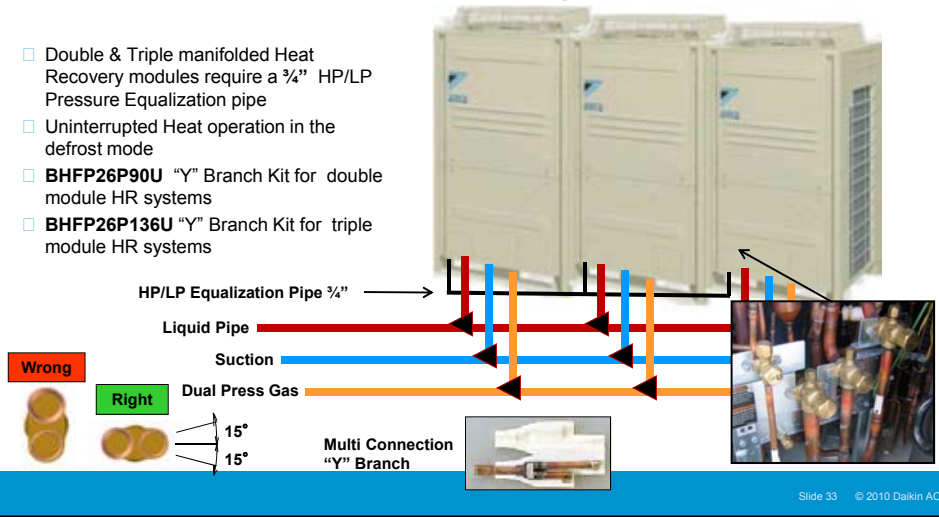 Double & Triple manifolded Heat
Recovery modules require a ¾” HP/LP
Pressure Equalization pipe
Uninterrupted Heat operation in the
defrost mode
BHFP26P90U “Y” Branch Kit for double
module HR systems
BHFP26P136U “Y” Branch Kit for triple
module HR systems
HP/LP Equalization Pipe ¾”
Liquid Pipe
Suction
Dual Press Gas
Wrong
Right
15°
15°
Multi Connection
“Y” Branch
Slide 33 © 2010 Daikin AC